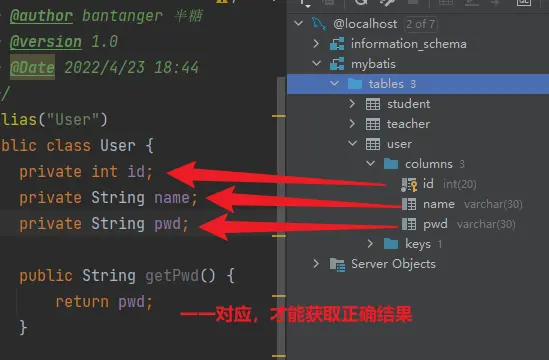 @author bantanger 半糖
@version 1.0
@Date 2022/4/23 18:44
/
lias("User")
blic class User {
private int id;
private String name;
private String pwd;
public String getPwd() {
return pwd;
}
@localhost 2 of 7
information_schema
mybatis
tables 3
student
teacher
user
columns 3
id int(20)
name varchar(30)
pwd varchar(30)
keys 1
Server Objects
一一对应，才能获取正确结果